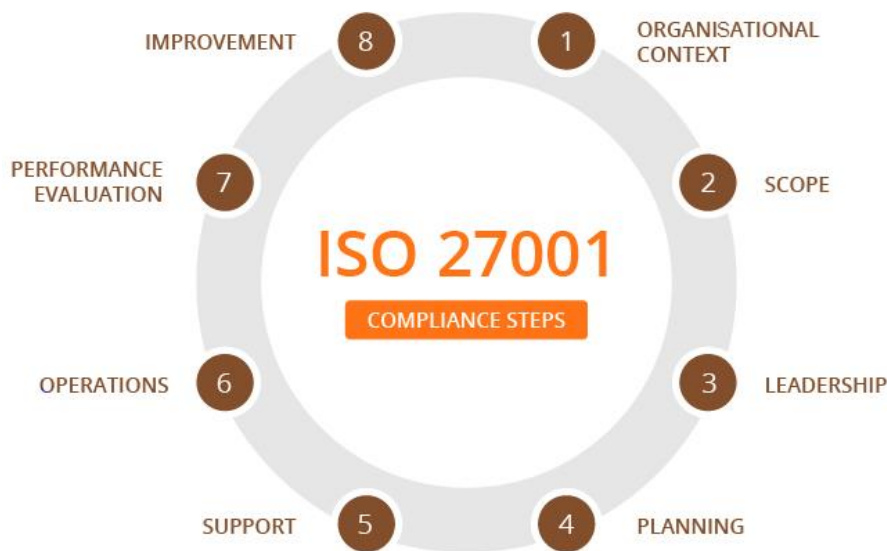 ISO 27001
COMPLIANCE STEPS
1
ORGANISATIONAL
CONTEXT
2
SCOPE
3
LEADERSHIP
4
PLANNING
5
SUPPORT
6
OPERATIONS
7
PERFORMANCE
EVALUATION
8
IMPROVEMENT